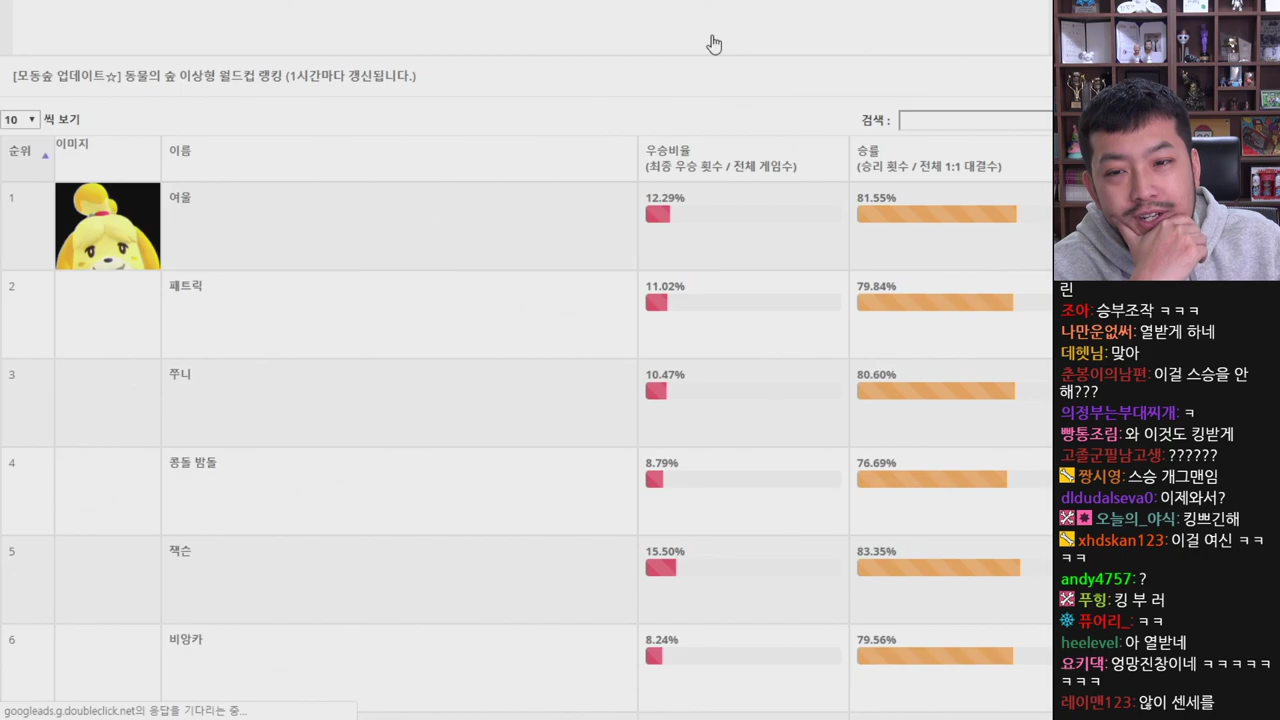 [모동숲 업데이트☆] 동물의 숲 이상형 월드컵 랭킹 (1시간마다 갱신됩니다.)
10 ▼ 씩 보기
검색 :
순위 ▲ 이미지 이름 우승비율 승률
(최종 우승 횟수 / 전체 게임수) (승리 횟수 / 전체 1:1 대결수)
1 여울 12.29% 81.55%
2 패트릭 11.02% 79.84%
3 쭈니 10.47% 80.60%
4 콩돌 밤돌 8.79% 76.69%
5 잭슨 15.50% 83.35%
6 비앙카 8.24% 79.56%
googleads.g.doubleclick.net의 응답을 기다리는 중...
린
조아: 승부조작 ㅋㅋㅋ
나만운없써: 열받게 하네
데헷님: 맞아
춘봉이의남편: 이걸 스승을 안
해???
의정부는부대찌개: ㅋ
빵통조림: 와 이것도 킹받게
고졸군필남고생: ??????
짱시영: 스승 개그맨임
dldudalseva0: 이제와서?
오늘의_야식: 킹쁘긴해
xhdskan123: 이걸 여신 ㅋㅋ
ㅋㅋ
andy4757: ?
푸헝: 킹 부 러
퓨어리_: ㅋㅋ
heelevel: 아 열받네
요키댁: 엉망진창이네 ㅋㅋㅋㅋㅋ
ㅋㅋㅋ
레이맨123: 않이 센세를